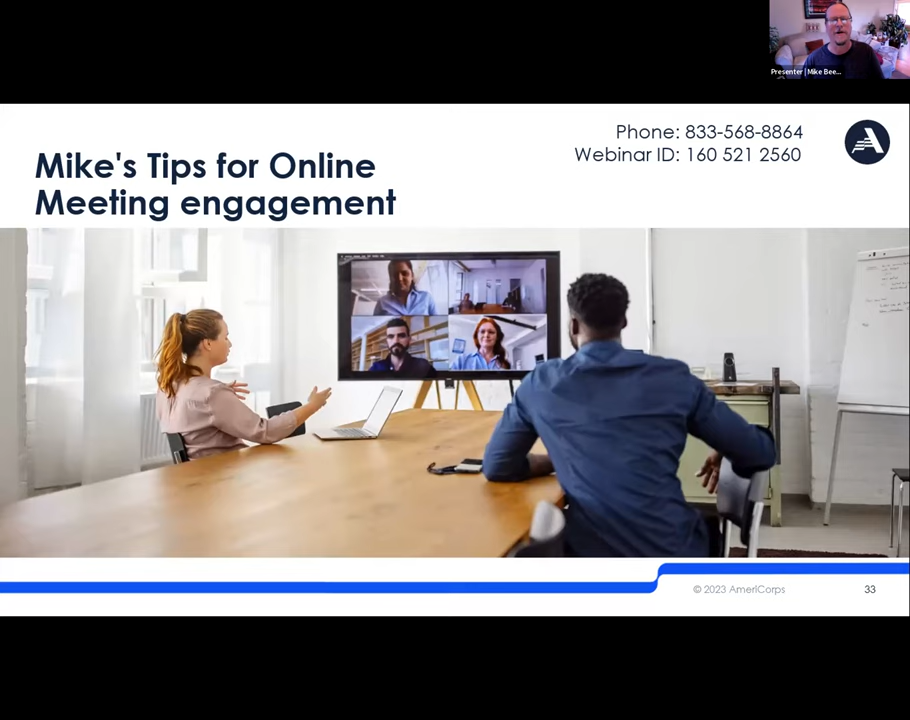 Presenter | Mike Bee...
Phone: 833-568-8864
Webinar ID: 160 521 2560
Mike's Tips for Online
Meeting engagement
© 2023 AmeriCorps
33